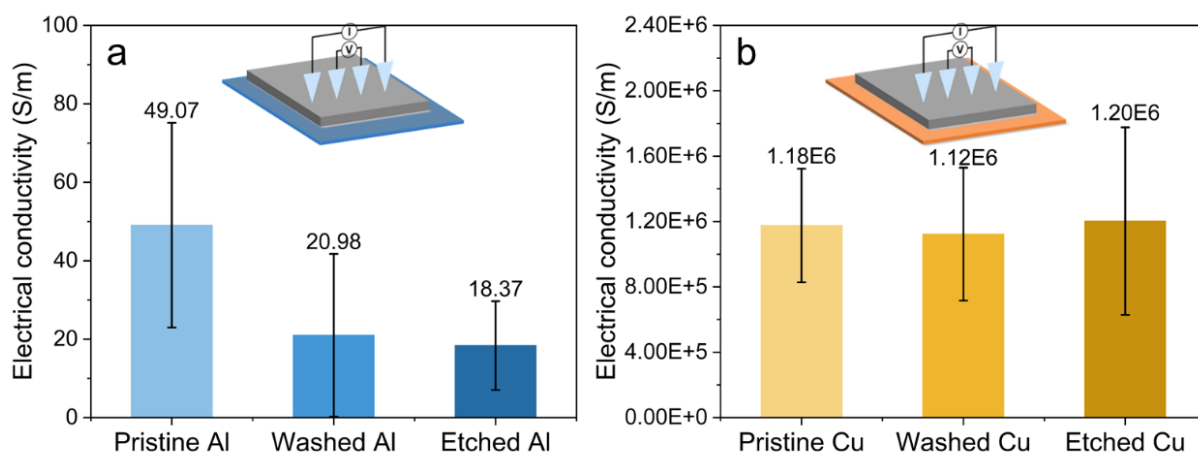 a
Electrical conductivity (S/m)
100
80
60
40
20
0
I
V
49.07
20.98
18.37
Pristine Al
Washed Al
Etched Al
b
Electrical conductivity (S/m)
2.40E+6
2.00E+6
1.60E+6
1.20E+6
8.00E+5
4.00E+5
0.00E+0
I
V
1.18E6
1.12E6
1.20E6
Pristine Cu
Washed Cu
Etched Cu